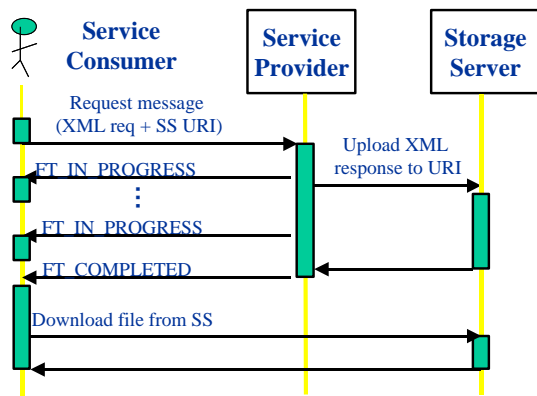 Service
Consumer
Service
Provider
Storage
Server
Request message
(XML req + SS URI)
Upload XML
response to URI
FT_IN_PROGRESS
⋮
FT_IN_PROGRESS
FT_COMPLETED
Download file from SS